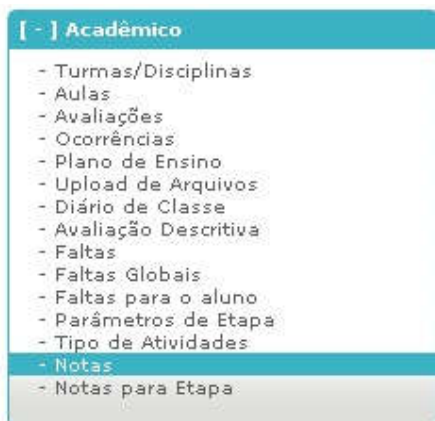 [ - ] Acadêmico
- Turmas/Disciplinas
- Aulas
- Avaliações
- Ocorrências
- Plano de Ensino
- Upload de Arquivos
- Diário de Classe
- Avaliação Descritiva
- Faltas
- Faltas Globais
- Faltas para o aluno
- Parâmetros de Etapa
- Tipo de Atividades
- Notas
- Notas para Etapa